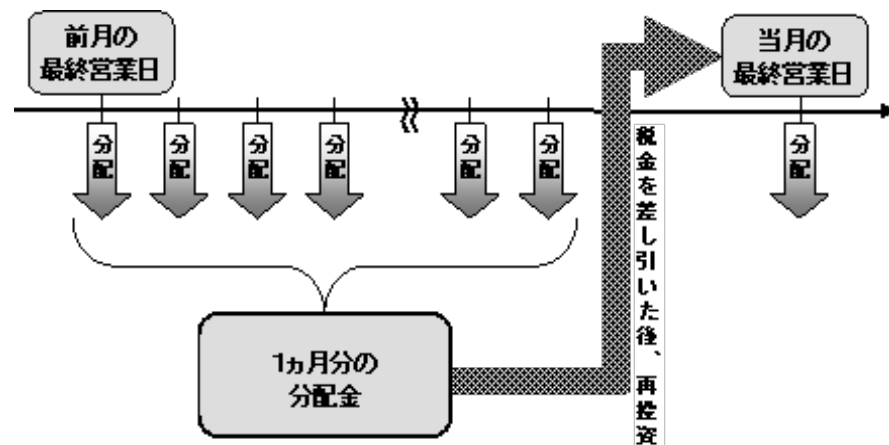 前月の
最終営業日
当月の
最終営業日
分配
分配
分配
分配
分配
分配
分配
税金を差し引いた後、再投資
1ヵ月分の
分配金